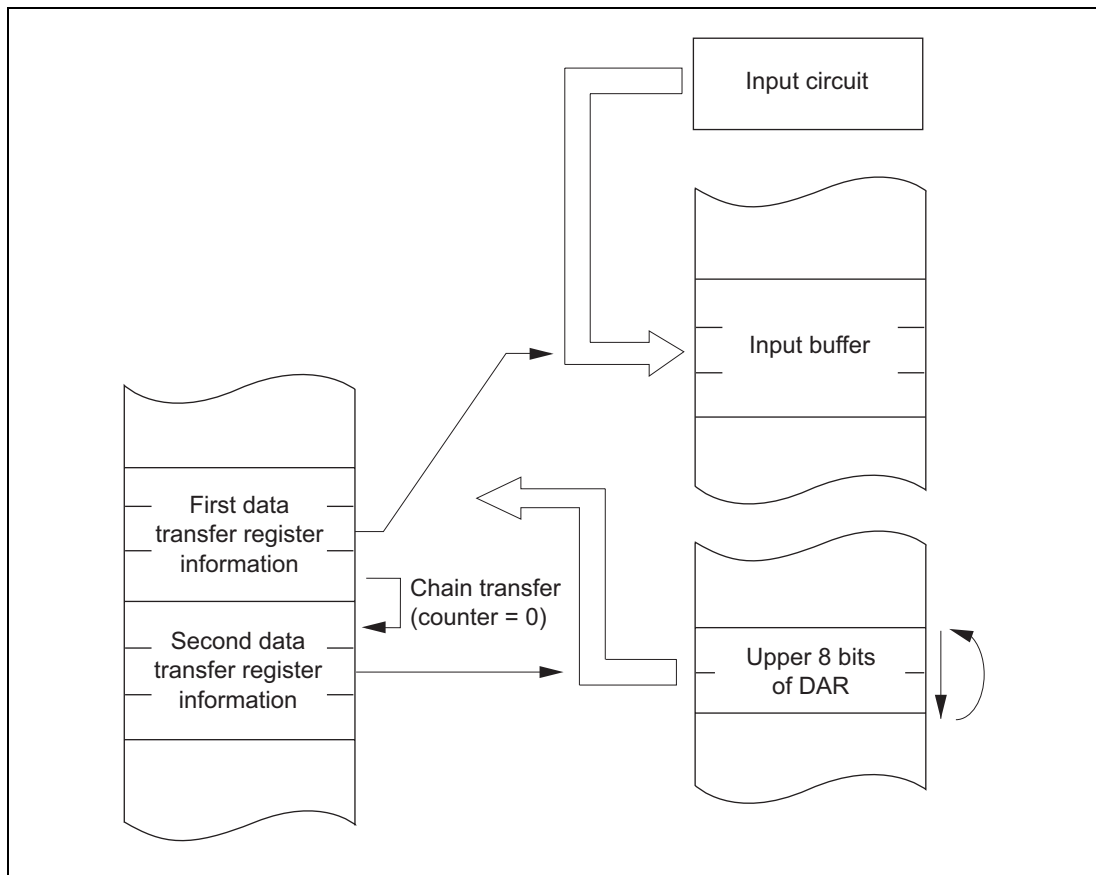 Input circuit
Input buffer
First data
transfer register
information
Chain transfer
(counter = 0)
Second data
transfer register
information
Upper 8 bits
of DAR